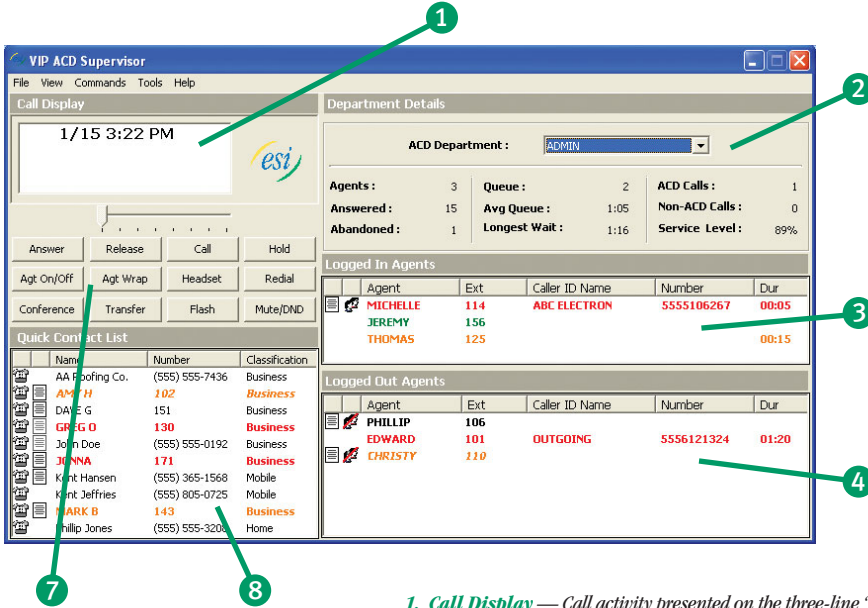 1
VIP ACD Supervisor
2
File View Commands Tools Help
Call Display
1/15 3:22 PM
esi
Answer Release Call Hold
Agt On/Off Agt Wrap Headset Redial
Conference Transfer Flash Mute/DND
Quick Contact List
Name Number Classification
AA Roofing Co. (555) 555-7436 Business
AMY H 102 Business
DAVE G 151 Business
GREG O 130 Business
John Doe (555) 555-0192 Business
JONNA 171 Business
Kent Hansen (555) 365-1568 Mobile
Kent Jeffries (555) 805-0725 Mobile
MARK B 143 Business
Phillip Jones (555) 555-3208 Home
Department Details
ACD Department : ADMIN
Agents : 3 Queue : 2 ACD Calls : 1
Answered : 15 Avg Queue : 1:05 Non-ACD Calls : 0
Abandoned : 1 Longest Wait : 1:16 Service Level : 89%
Logged In Agents
Agent Ext Caller ID Name Number Dur
MICHELLE 114 ABC ELECTRON 5555106267 00:05
JEREMY 156
THOMAS 125 00:15
3
Logged Out Agents
Agent Ext Caller ID Name Number Dur
PHILLIP 106
EDWARD 101 OUTGOING 5556121324 01:20
CHRISTY 110
4
7
8
1. Call Display — Call activity presented on the three-line